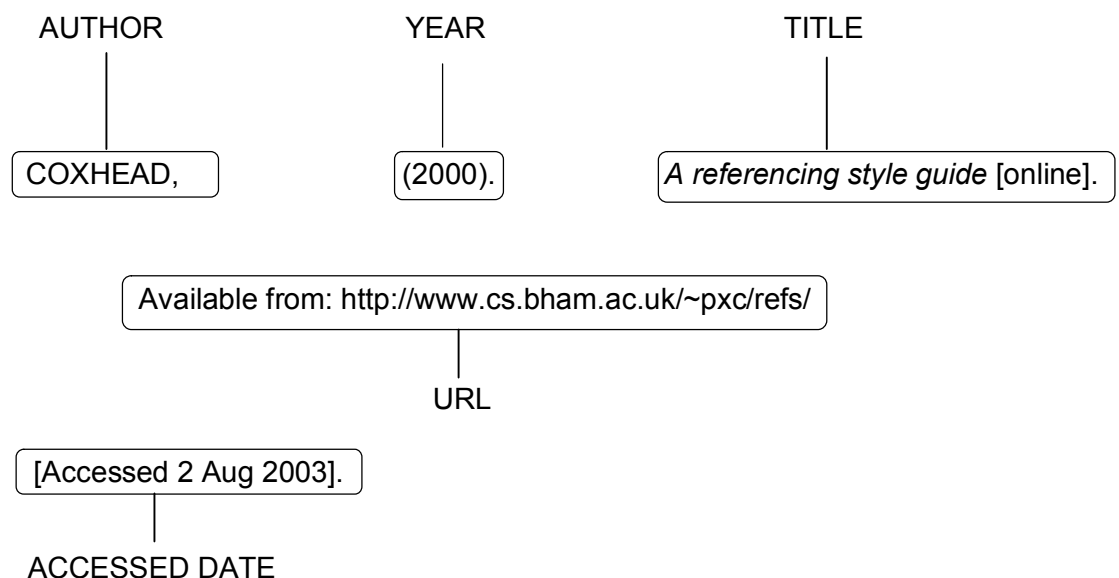 AUTHOR YEAR TITLE
COXHEAD, (2000). A referencing style guide [online].
Available from: http://www.cs.bham.ac.uk/~pxc/refs/
URL
[Accessed 2 Aug 2003].
ACCESSED DATE